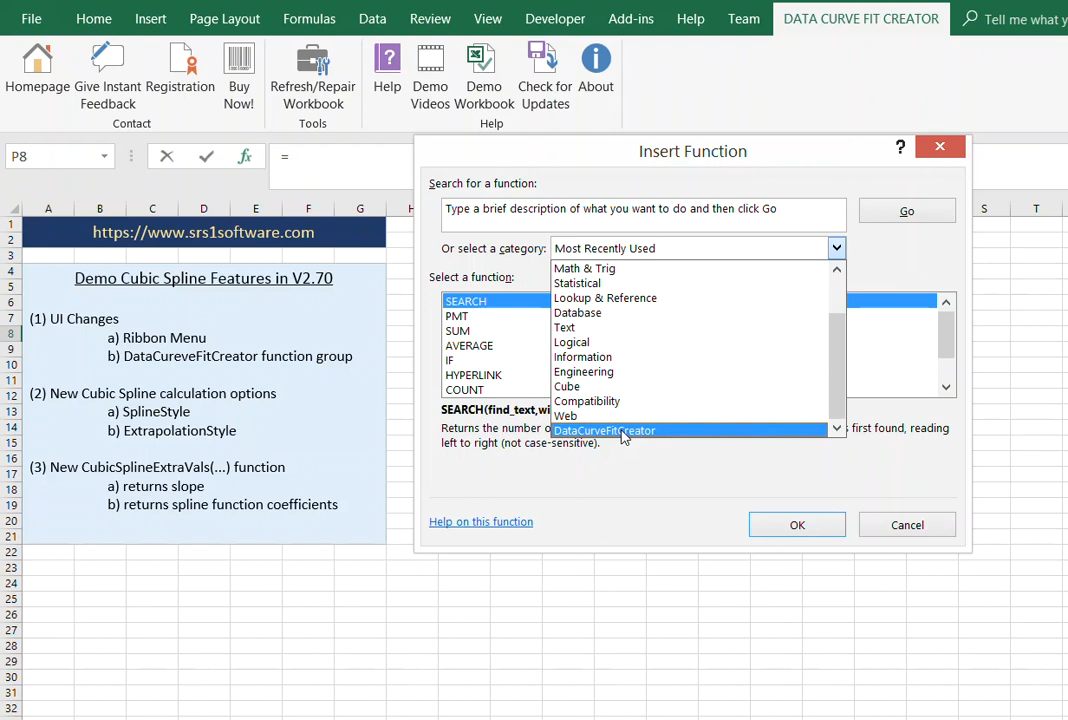 File Home Insert Page Layout Formulas Data Review View Developer Add-ins Help Team DATA CURVE FIT CREATOR Tell me what y
Homepage Give Instant Feedback Registration Buy Now! Refresh/Repair Workbook Help Demo Videos Demo Workbook Check for Updates About
Contact Tools Help
P8 fx =
Insert Function ?
Search for a function:
Type a brief description of what you want to do and then click Go
Go
Or select a category: Most Recently Used
Math & Trig
Statistical
Lookup & Reference
Database
Text
Logical
Information
Engineering
Cube
Compatibility
Web
DataCurveFitCreator
Select a function:
SEARCH
PMT
SUM
AVERAGE
IF
HYPERLINK
COUNT
SEARCH(find_text,wi
Returns the number o s first found, reading
left to right (not case-sensitive).
Help on this function
OK Cancel
A B C D E F G H S T
1
2
3
4
5
6
7
8
9
10
11
12
13
14
15
16
17
18
19
20
21
22
23
24
25
26
27
28
29
30
31
32
https://www.srs1software.com
Demo Cubic Spline Features in V2.70
(1) UI Changes
a) Ribbon Menu
b) DataCureveFitCreator function group
(2) New Cubic Spline calculation options
a) SplineStyle
b) ExtrapolationStyle
(3) New CubicSplineExtraVals(...) function
a) returns slope
b) returns spline function coefficients